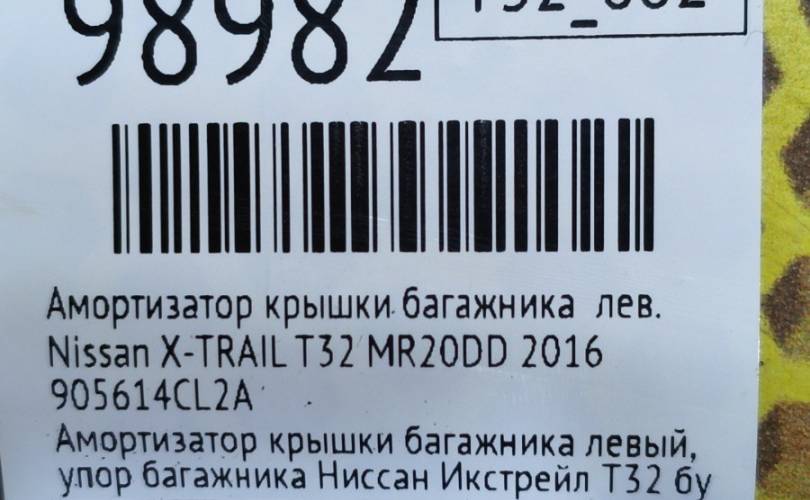 98982
T32_002
Амортизатор крышки багажника лев.
Nissan X-TRAIL T32 MR20DD 2016
905614CL2A
Амортизатор крышки багажника левый,
упор багажника Ниссан Икстрейл Т32 бу